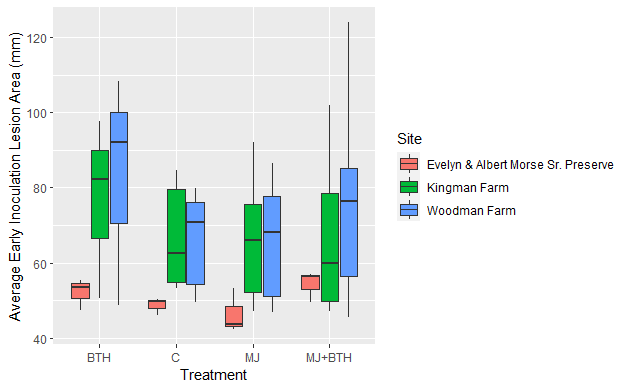 Average Early Inoculation Lesion Area (mm)
120
100
80
60
40
BTH
C
MJ
MJ+BTH
Treatment
Site
Evelyn & Albert Morse Sr. Preserve
Kingman Farm
Woodman Farm